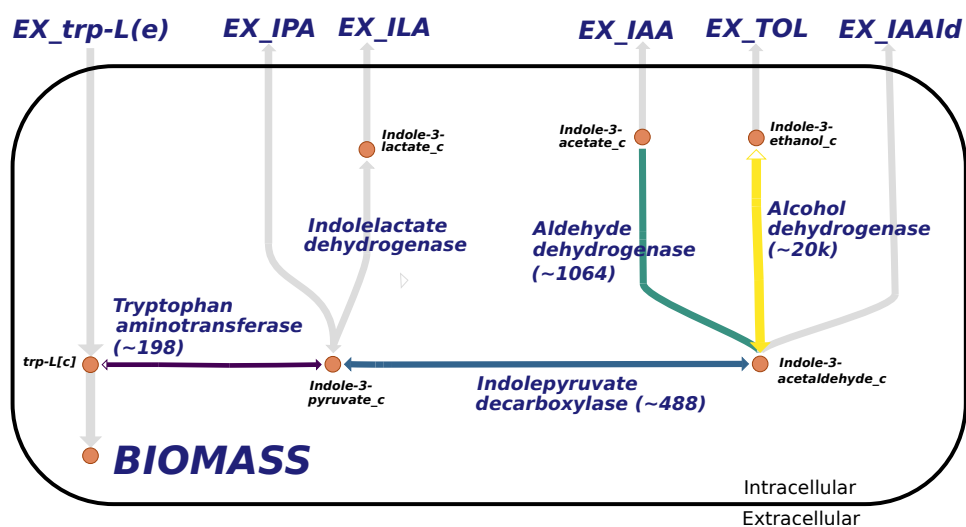 EX_trp-L(e)
EX_IPA
EX_ILA
EX_IAA
EX_TOL
EX_IAAld
Indole-3-
lactate_c
Indole-3-
acetate_c
Indole-3-
ethanol_c
Indolelactate
dehydrogenase
Aldehyde
dehydrogenase
(~1064)
Alcohol
dehydrogenase
(~20k)
Tryptophan
aminotransferase
(~198)
trp-L[c]
Indole-3-
pyruvate_c
Indolepyruvate
decarboxylase (~488)
Indole-3-
acetaldehyde_c
BIOMASS
Intracellular
Extracellular